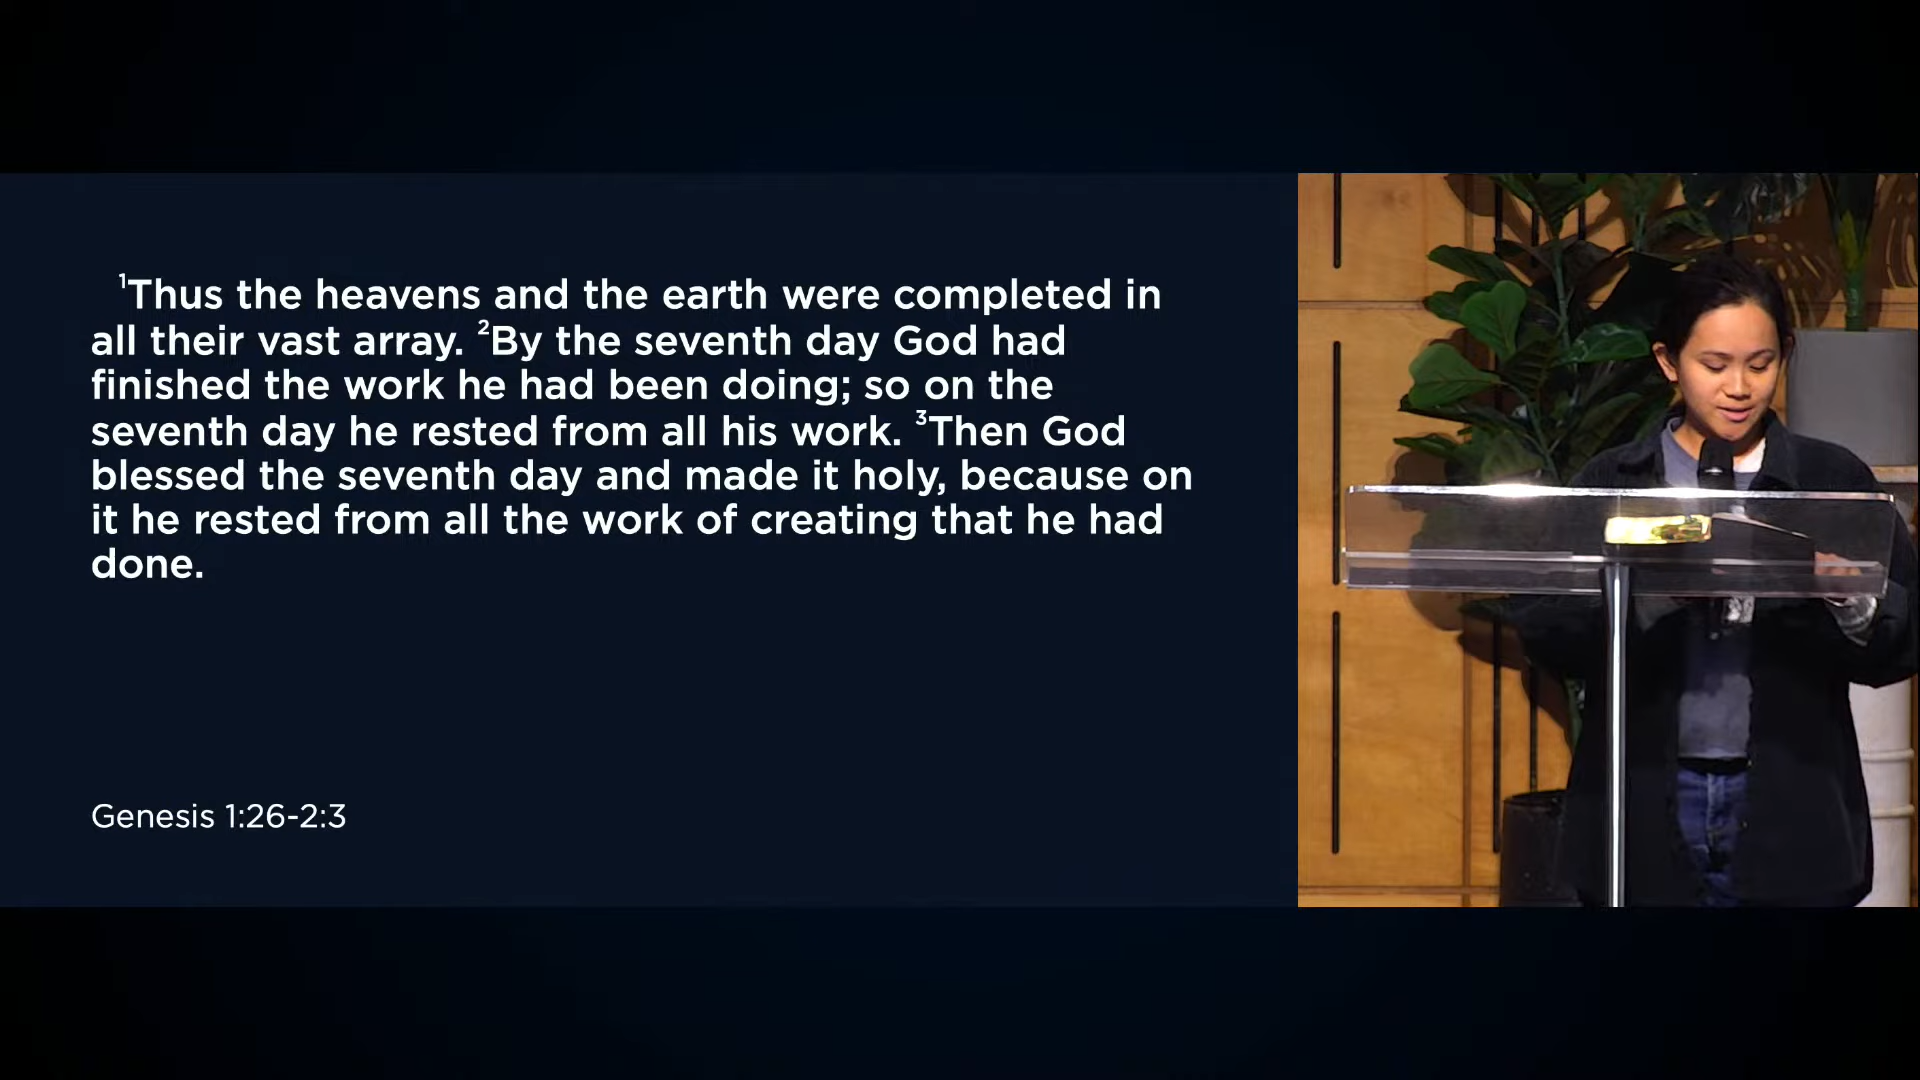 ¹Thus the heavens and the earth were completed in
all their vast array. ²By the seventh day God had
finished the work he had been doing; so on the
seventh day he rested from all his work. ³Then God
blessed the seventh day and made it holy, because on
it he rested from all the work of creating that he had
done.
Genesis 1:26-2:3